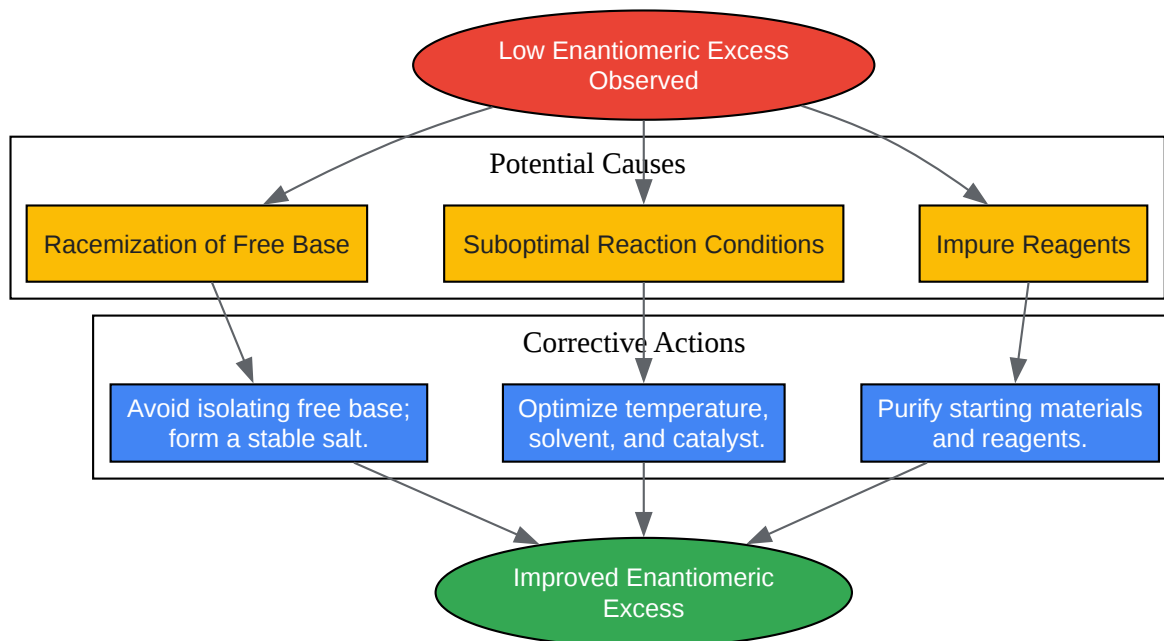 Low Enantiomeric Excess
Observed
Potential Causes
Racemization of Free Base
Suboptimal Reaction Conditions
Impure Reagents
Corrective Actions
Avoid isolating free base;
form a stable salt.
Optimize temperature,
solvent, and catalyst.
Purify starting materials
and reagents.
Improved Enantiomeric
Excess